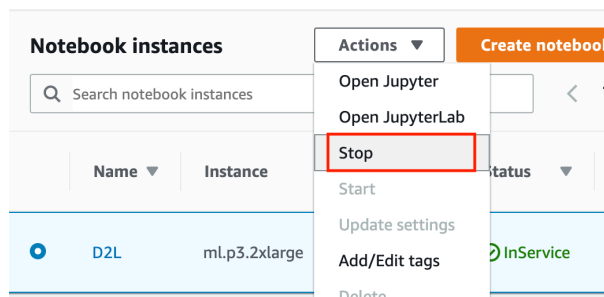 Notebook instances
Actions
Create notebook
Search notebook instances
Open Jupyter
Open JupyterLab
Stop
Name
Instance
Status
Start
Update settings
D2L
ml.p3.2xlarge
InService
Add/Edit tags
Delete